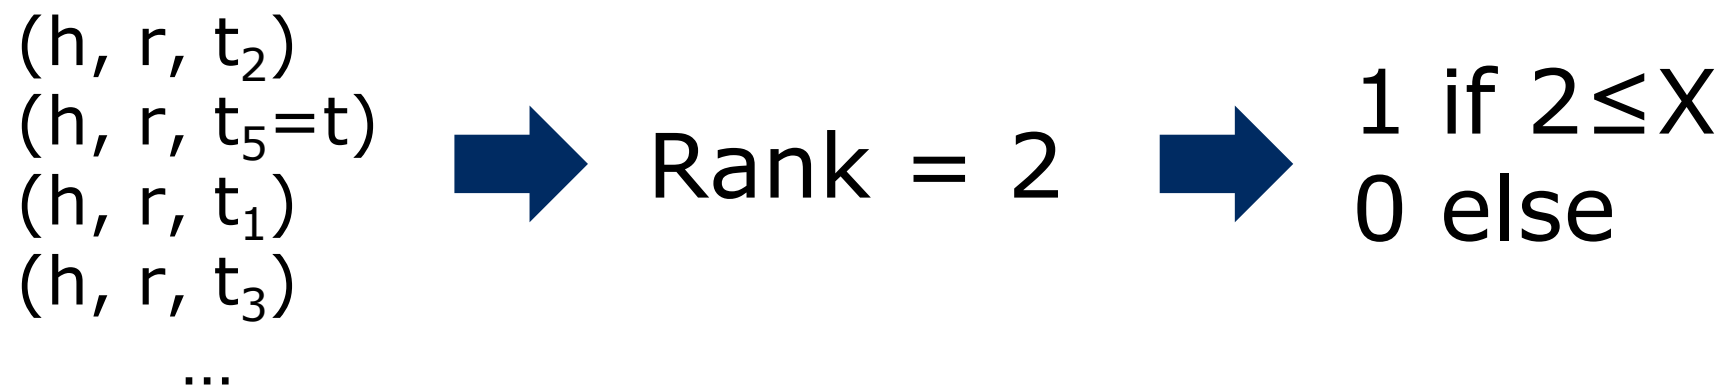 (h, r, t₂)
(h, r, t₅=t)
(h, r, t₁)
(h, r, t₃)
...
Rank = 2
1 if 2≤X
0 else